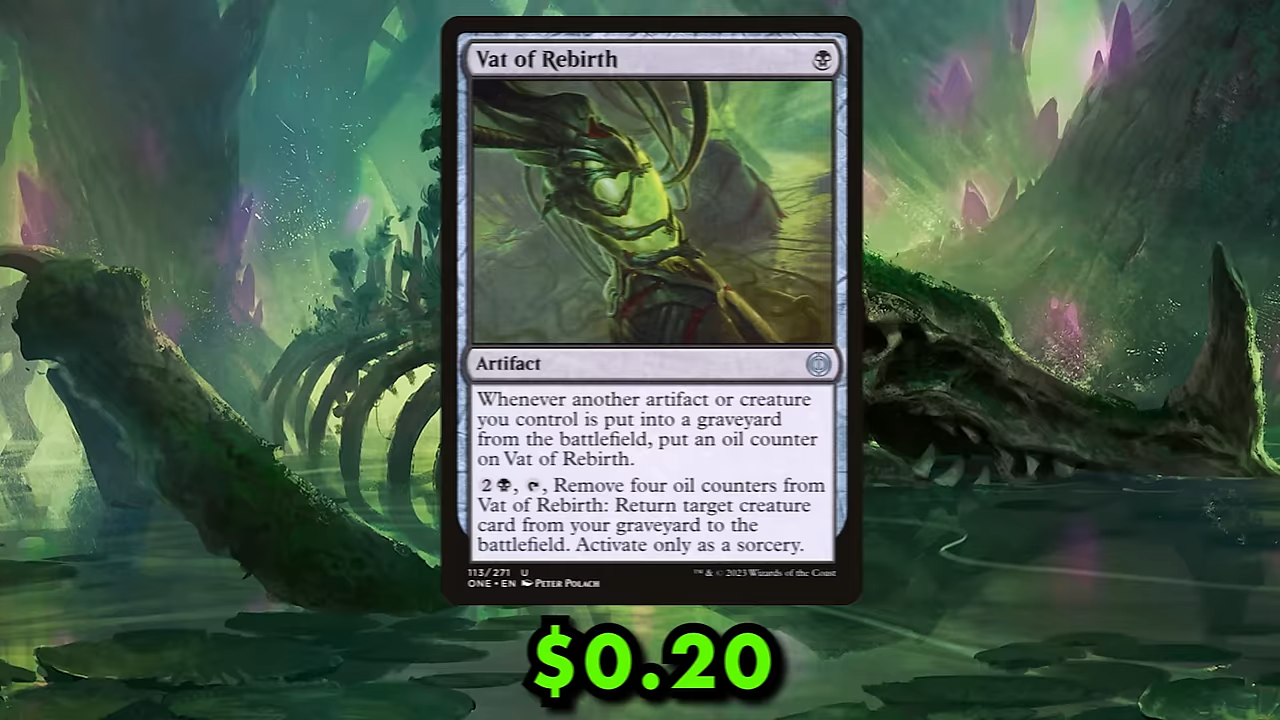 Vat of Rebirth
Artifact
Whenever another artifact or creature
you control is put into a graveyard
from the battlefield, put an oil counter
on Vat of Rebirth.
2, , Remove four oil counters from
Vat of Rebirth: Return target creature
card from your graveyard to the
battlefield. Activate only as a sorcery.
113/271 U
ONE • EN PETER POLACH
™ & © 2023 Wizards of the Coast
$0.20